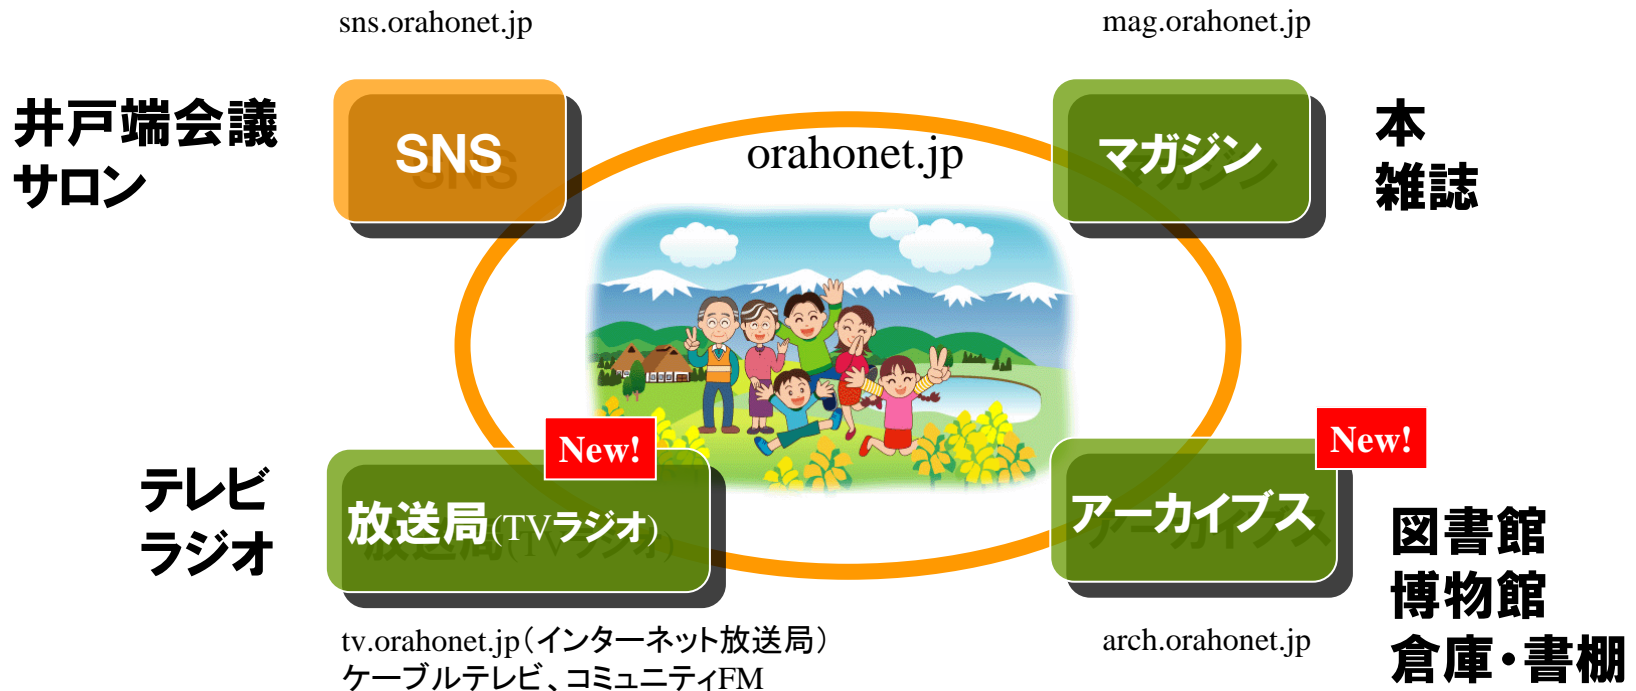 sns.orahonet.jp
mag.orahonet.jp
井戸端会議
サロン
SNS
orahonet.jp
マガジン
本
雑誌
テレビ
ラジオ
New!
放送局(TVラジオ)
New!
アーカイブス
図書館
博物館
倉庫・書棚
tv.orahonet.jp(インターネット放送局)
ケーブルテレビ、コミュニティFM
arch.orahonet.jp